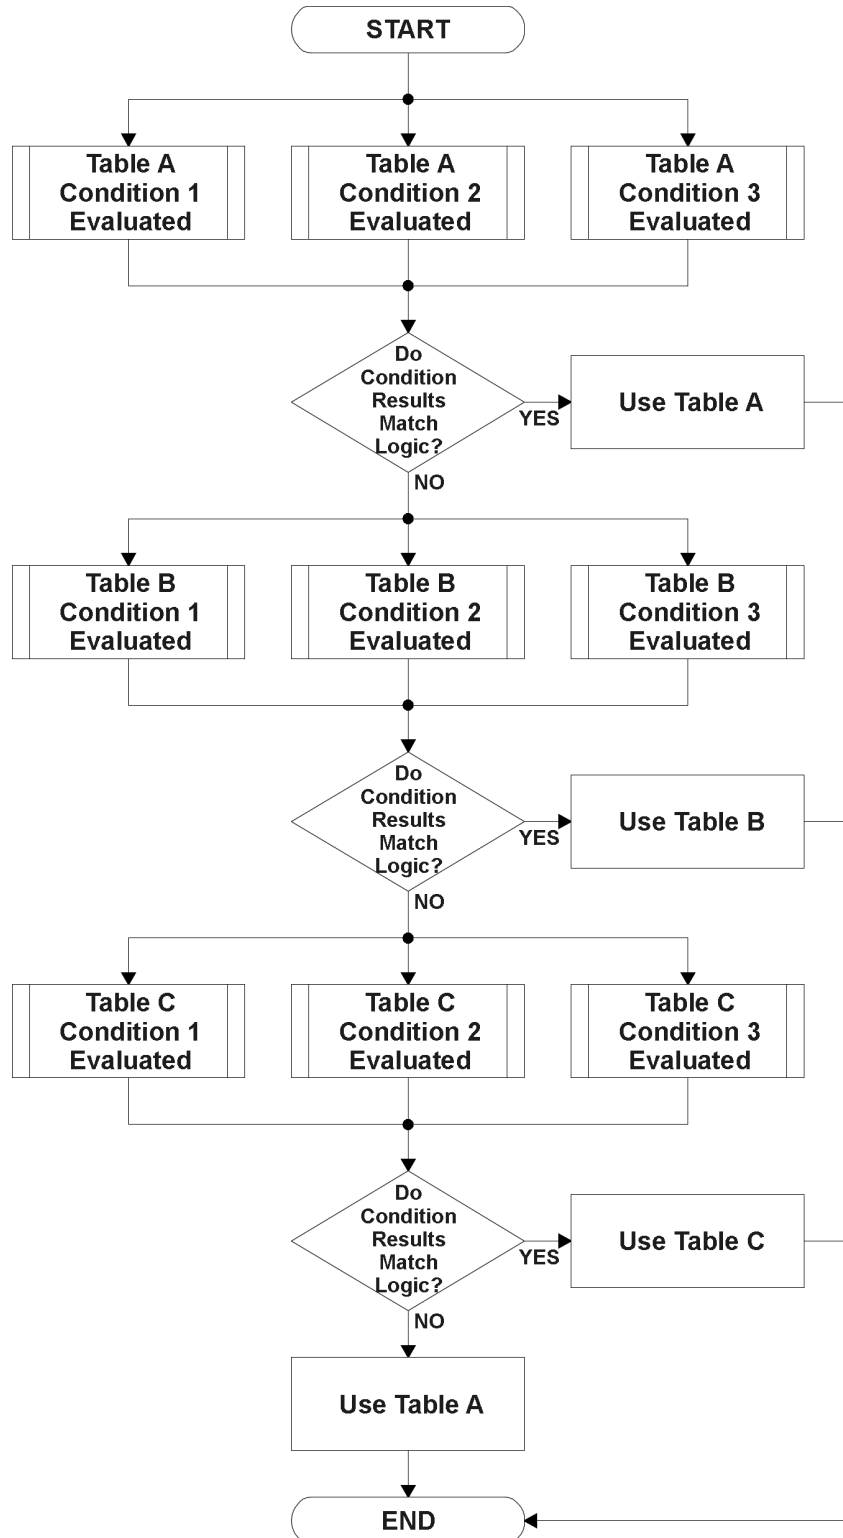 START
Table A
Condition 1
Evaluated
Table A
Condition 2
Evaluated
Table A
Condition 3
Evaluated
Do
Condition
Results
Match
Logic?
YES
Use Table A
NO
Table B
Condition 1
Evaluated
Table B
Condition 2
Evaluated
Table B
Condition 3
Evaluated
Do
Condition
Results
Match
Logic?
YES
Use Table B
NO
Table C
Condition 1
Evaluated
Table C
Condition 2
Evaluated
Table C
Condition 3
Evaluated
Do
Condition
Results
Match
Logic?
YES
Use Table C
NO
Use Table A
END